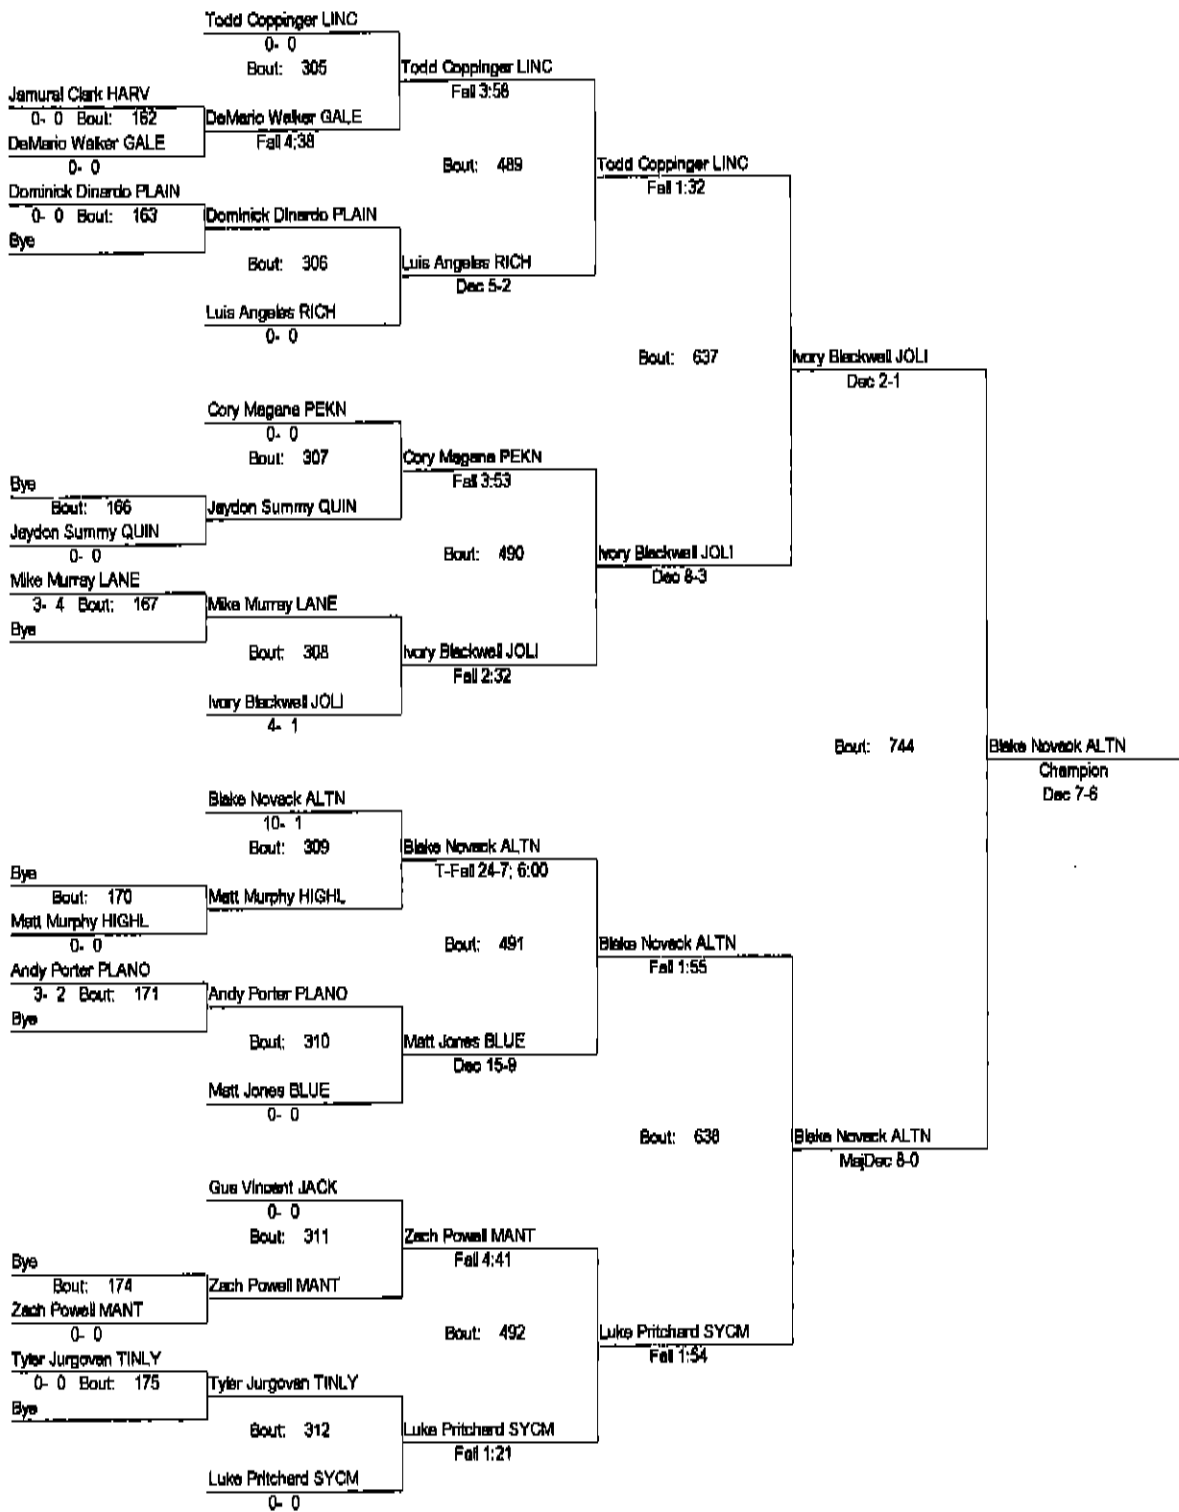 Todd Coppinger LINC
0- 0
Bout: 305
Todd Coppinger LINC
Fall 3:58
Jamural Clark HARV
0- 0 Bout: 162
DeMario Walker GALE
Fall 4:38
DeMario Walker GALE
0- 0
Bout: 489
Todd Coppinger LINC
Fall 1:32
Dominick Dinardo PLAIN
0- 0 Bout: 163
Dominick Dinardo PLAIN
Bye
Bout: 306
Luis Angeles RICH
Dec 5-2
Luis Angeles RICH
0- 0
Bout: 637
Ivory Blackwell JOLI
Dec 2-1
Cory Magana PEKN
0- 0
Bout: 307
Cory Magana PEKN
Fall 3:53
Bye
Bout: 166
Jaydon Summy QUIN
Jaydon Summy QUIN
0- 0
Bout: 490
Ivory Blackwell JOLI
Dec 8-3
Mike Murray LANE
3- 4 Bout: 167
Mike Murray LANE
Bye
Bout: 308
Ivory Blackwell JOLI
Fall 2:32
Ivory Blackwell JOLI
4- 1
Bout: 744
Blake Novack ALTN
Champion
Dec 7-6
Blake Novack ALTN
10- 1
Bout: 309
Blake Novack ALTN
T-Fall 24-7; 6:00
Bye
Bout: 170
Matt Murphy HIGHL
Matt Murphy HIGHL
0- 0
Bout: 491
Blake Novack ALTN
Fall 1:55
Andy Porter PLANO
3- 2 Bout: 171
Andy Porter PLANO
Bye
Bout: 310
Matt Jones BLUE
Dec 15-9
Matt Jones BLUE
0- 0
Bout: 638
Blake Novack ALTN
MajDec 8-0
Gus Vincent JACK
0- 0
Bout: 311
Zach Powell MANT
Fall 4:41
Bye
Bout: 174
Zach Powell MANT
Zach Powell MANT
0- 0
Bout: 492
Luke Pritchard SYCM
Fall 1:54
Tyler Jurgovan TINLY
0- 0 Bout: 175
Tyler Jurgovan TINLY
Bye
Bout: 312
Luke Pritchard SYCM
Fall 1:21
Luke Pritchard SYCM
0- 0